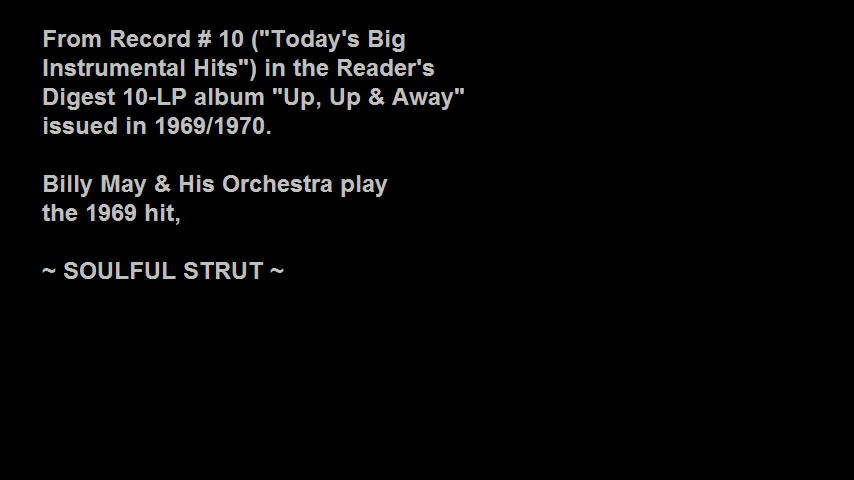 From Record # 10 ("Today's Big
Instrumental Hits") in the Reader's
Digest 10-LP album "Up, Up & Away"
issued in 1969/1970.
Billy May & His Orchestra play
the 1969 hit,
~ SOULFUL STRUT ~